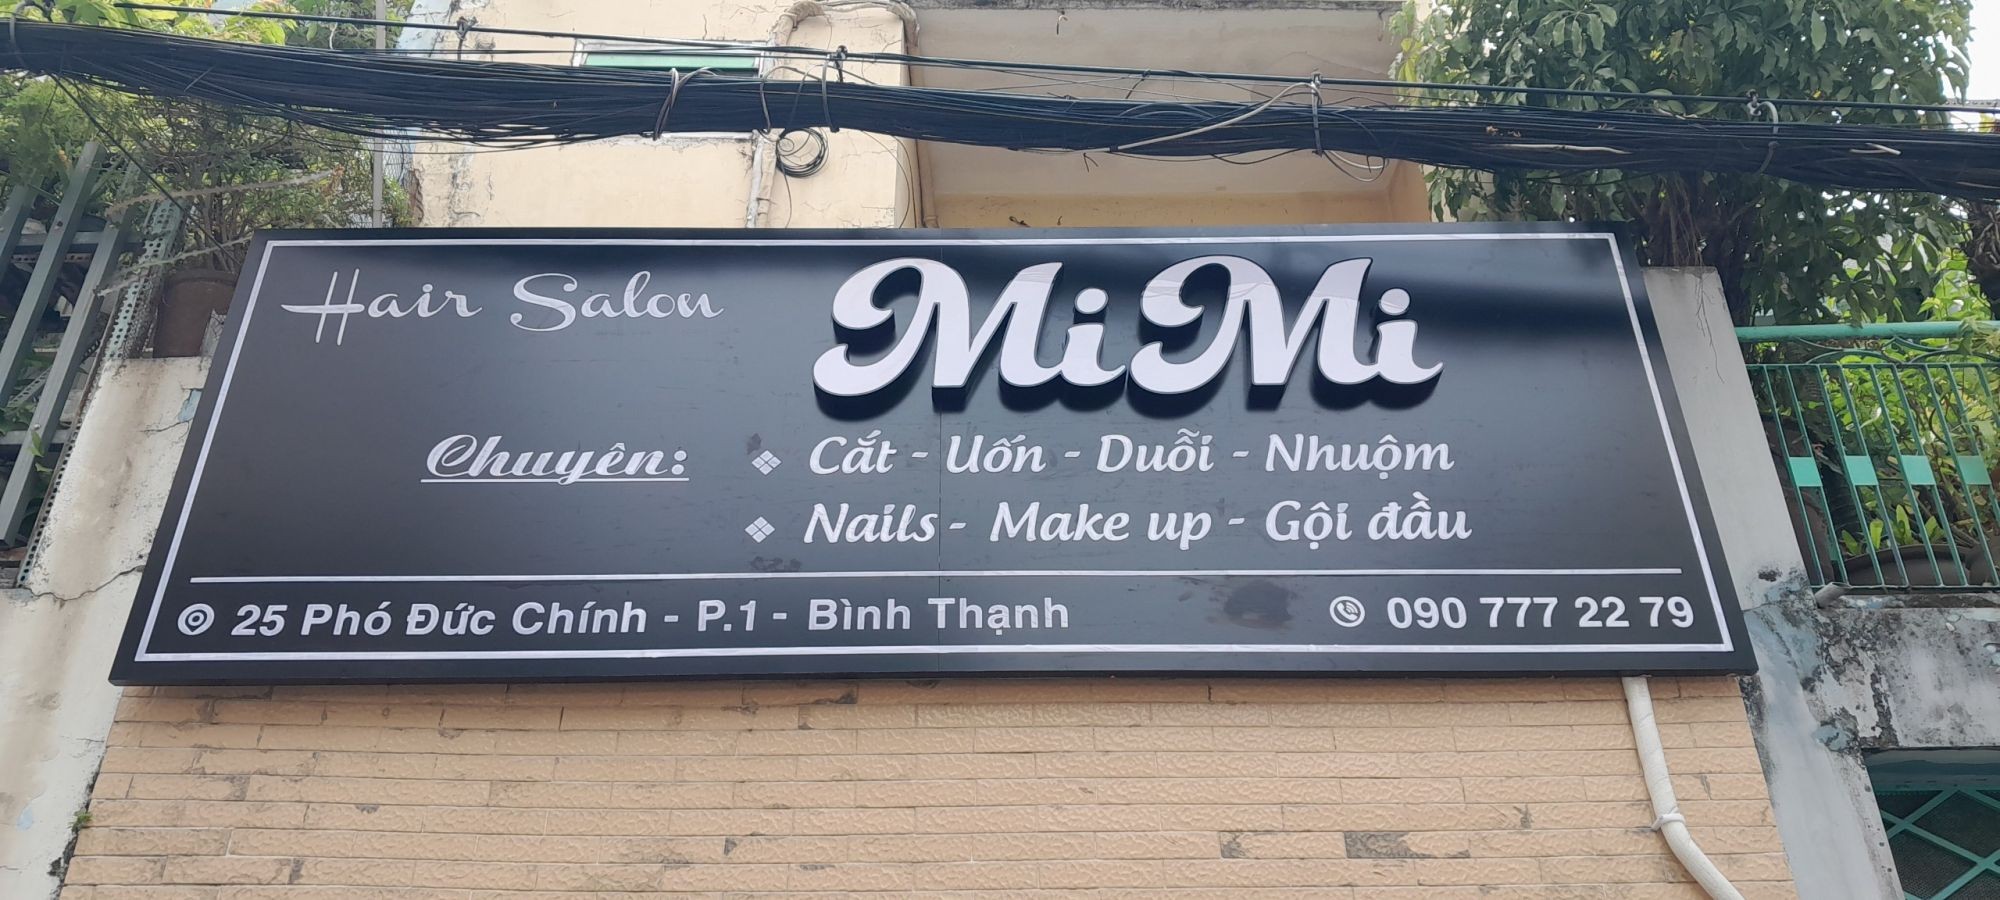 Hair Salon MiMi
Chuyên: Cắt - Uốn - Duỗi - Nhuộm
Nails - Make up - Gội đầu
25 Phó Đức Chính - P.1 - Bình Thạnh 090 777 22 79